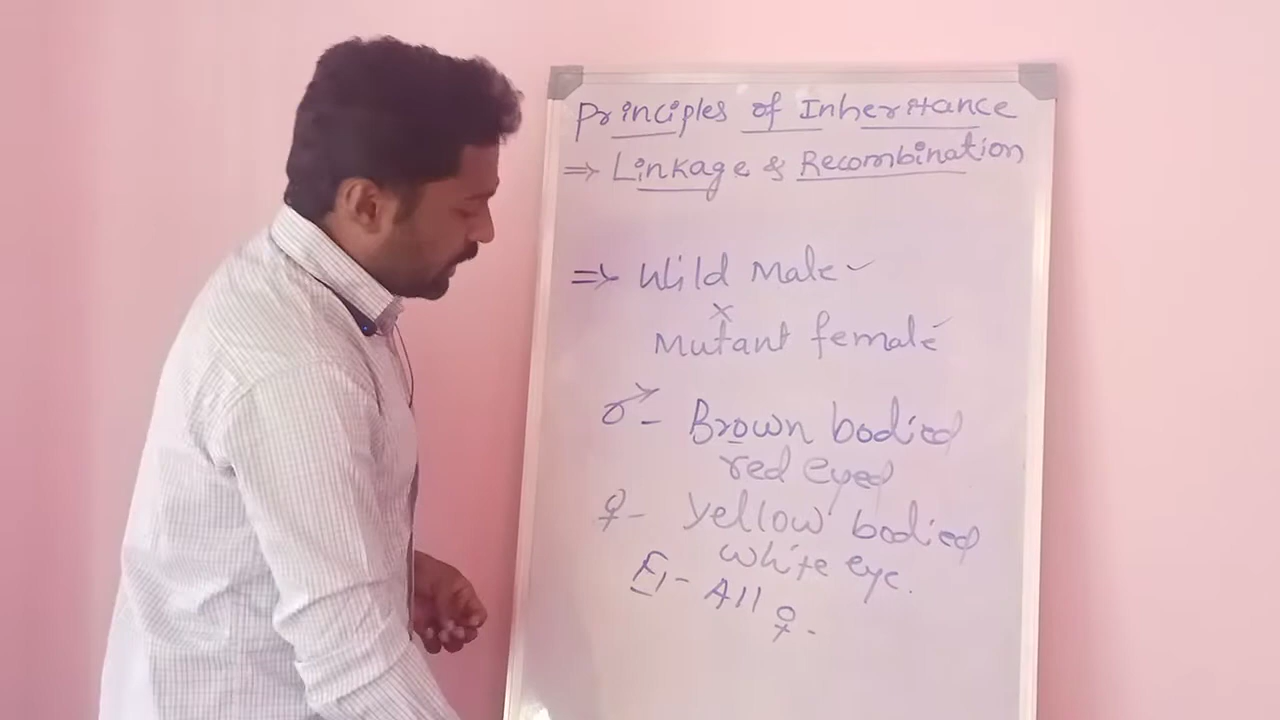 Principles of Inheritance
⇒ Linkage & Recombination
⇒ Wild Male ✓
×
Mutant female ✓
♂ - Brown bodied
red eyed
♀ - Yellow bodied
white eye.
F1 - All ♀ -